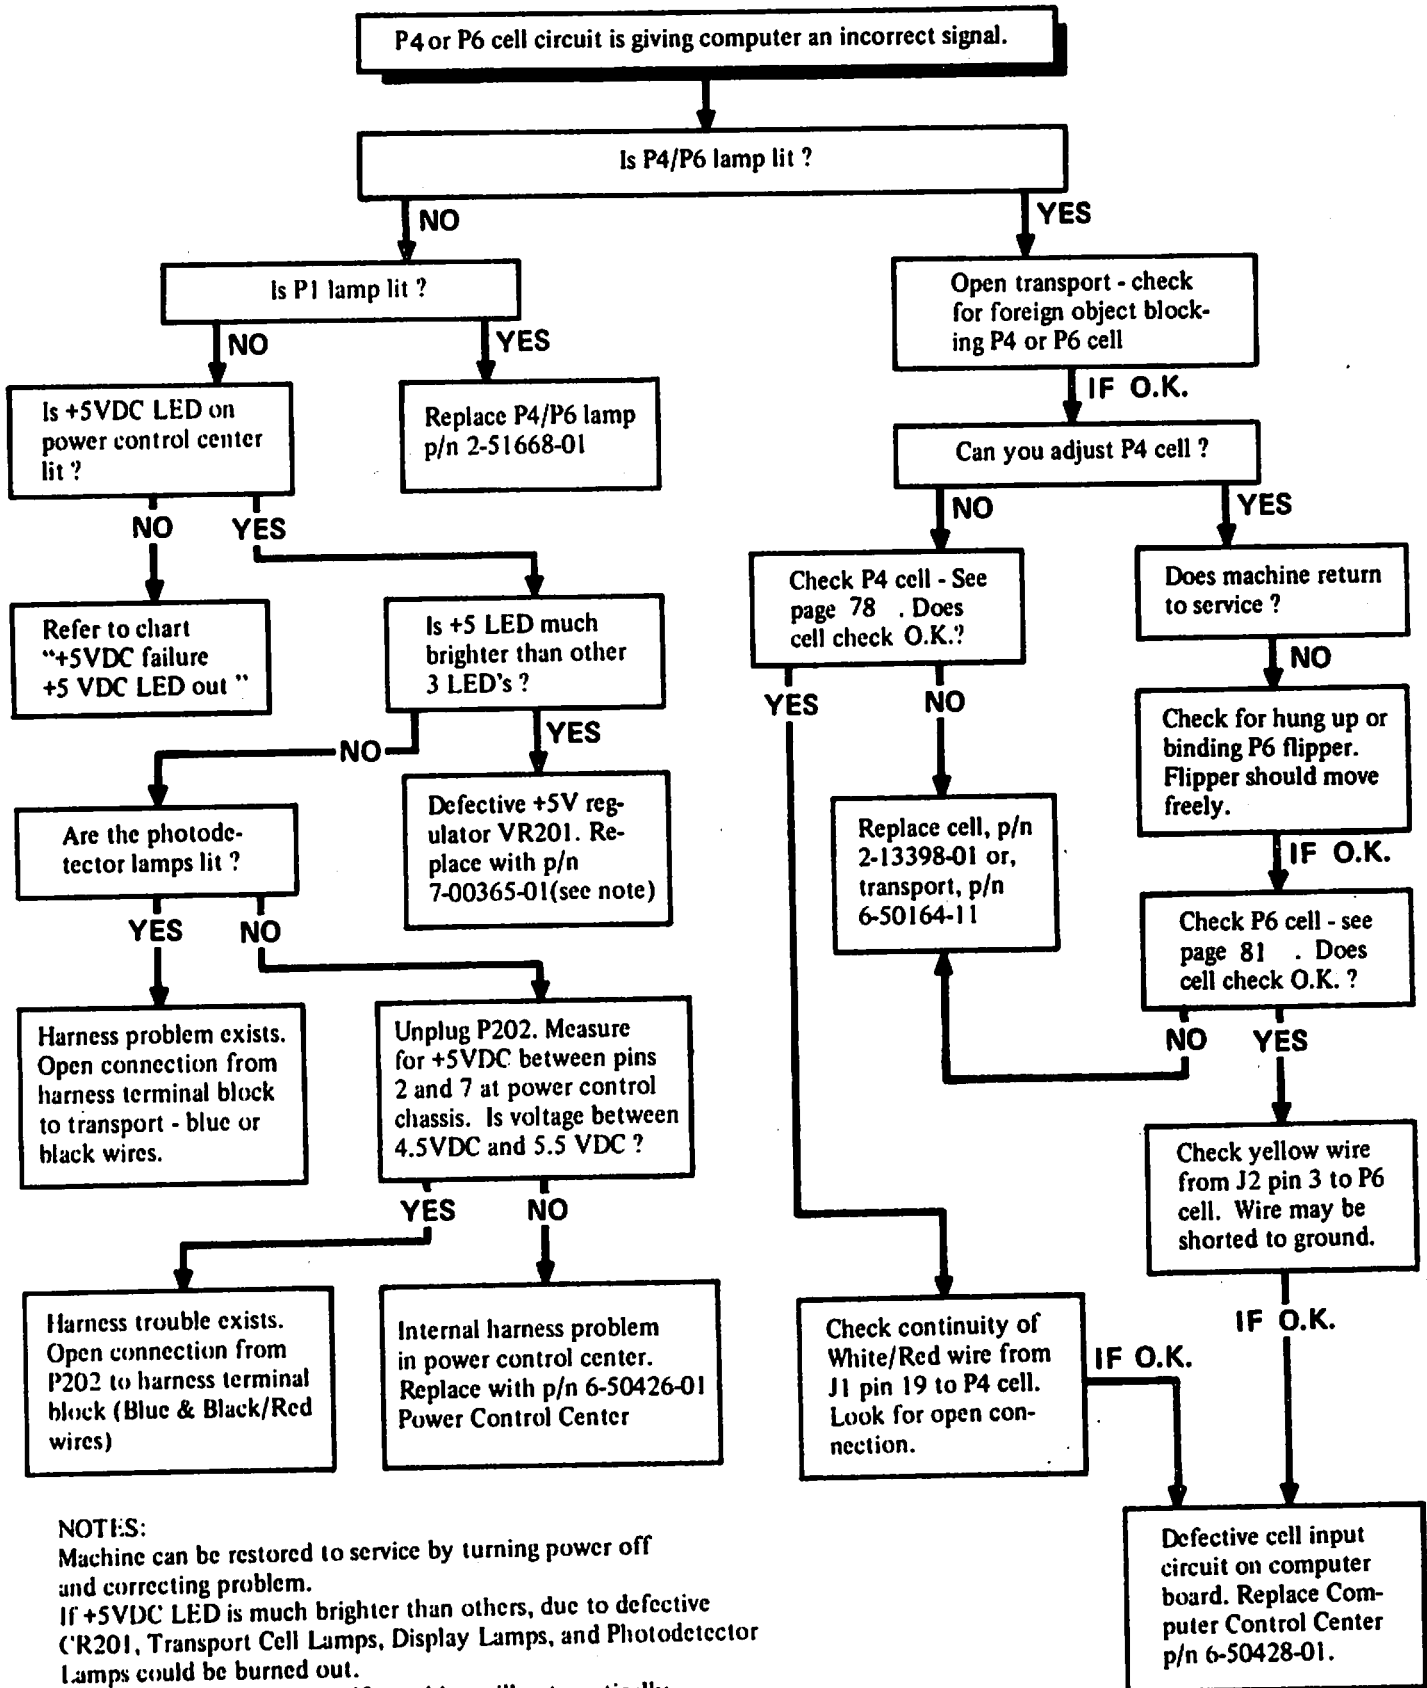 P4 or P6 cell circuit is giving computer an incorrect signal.
Is P4/P6 lamp lit ?
NO
YES
Is P1 lamp lit ?
Open transport - check
for foreign object block-
ing P4 or P6 cell
NO
YES
IF O.K.
Is +5VDC LED on
power control center
lit ?
Replace P4/P6 lamp
p/n 2-51668-01
Can you adjust P4 cell ?
NO
YES
NO
YES
Refer to chart
“+5VDC failure
+5 VDC LED out ”
Is +5 LED much
brighter than other
3 LED's ?
Check P4 cell - See
page 78 . Does
cell check O.K.?
Does machine return
to service ?
NO
YES
YES
NO
NO
Are the photode-
tector lamps lit ?
Defective +5V reg-
ulator VR201. Re-
place with p/n
7-00365-01(see note)
Replace cell, p/n
2-13398-01 or,
transport, p/n
6-50164-11
Check for hung up or
binding P6 flipper.
Flipper should move
freely.
IF O.K.
YES
NO
Check P6 cell - see
page 81 . Does
cell check O.K. ?
NO
YES
Harness problem exists.
Open connection from
harness terminal block
to transport - blue or
black wires.
Unplug P202. Measure
for +5VDC between pins
2 and 7 at power control
chassis. Is voltage between
4.5VDC and 5.5 VDC ?
Check yellow wire
from J2 pin 3 to P6
cell. Wire may be
shorted to ground.
YES
NO
IF O.K.
Harness trouble exists.
Open connection from
P202 to harness terminal
block (Blue & Black/Red
wires)
Internal harness problem
in power control center.
Replace with p/n 6-50426-01
Power Control Center
Check continuity of
White/Red wire from
J1 pin 19 to P4 cell.
Look for open con-
nection.
IF O.K.
Defective cell input
circuit on computer
board. Replace Com-
puter Control Center
p/n 6-50428-01.
NOTES:
Machine can be restored to service by turning power off
and correcting problem.
If +5VDC LED is much brighter than others, due to defective
CR201, Transport Cell Lamps, Display Lamps, and Photodetector
Lamps could be burned out.